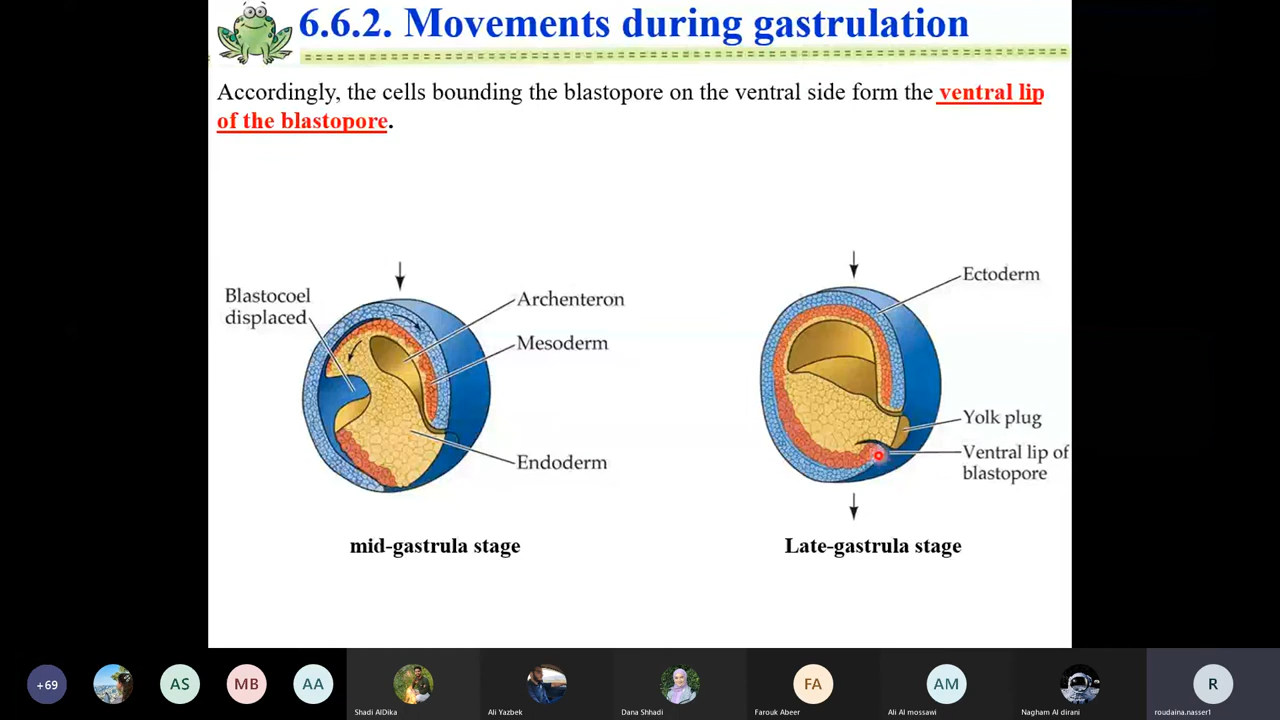 6.6.2. Movements during gastrulation
Accordingly, the cells bounding the blastopore on the ventral side form the ventral lip
of the blastopore.
Blastocoel
displaced
Archenteron
Mesoderm
Endoderm
mid-gastrula stage
Ectoderm
Yolk plug
Ventral lip of
blastopore
Late-gastrula stage
+69
AS
MB
AA
Shadi AlDika
Ali Yazbek
Dana Shhadi
FA
Farouk Abeer
AM
Ali Al mossawi
Nagham Al dirani
R
roudaina.nasser1